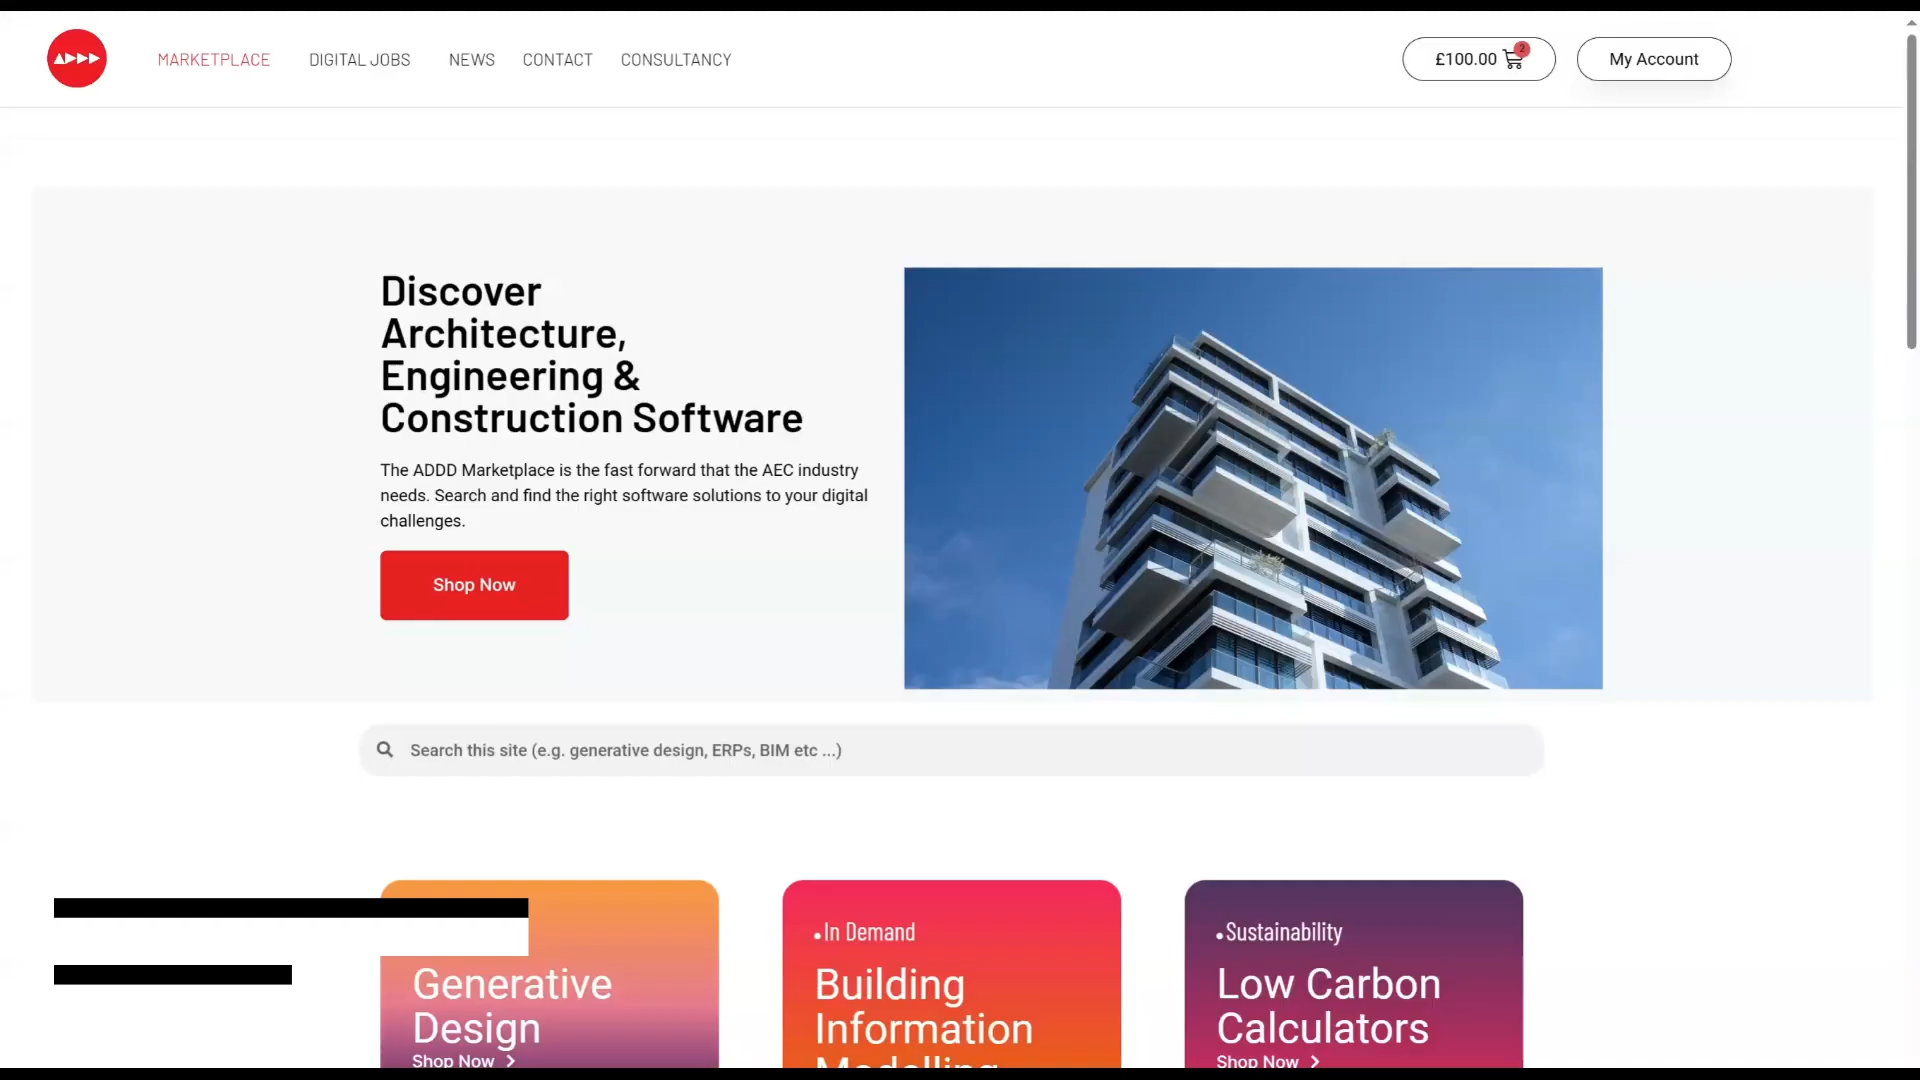 ADDD
MARKETPLACE
DIGITAL JOBS
NEWS
CONTACT
CONSULTANCY
£100.00
2
My Account
Discover
Architecture,
Engineering &
Construction Software
The ADDD Marketplace is the fast forward that the AEC industry
needs. Search and find the right software solutions to your digital
challenges.
Shop Now
Search this site (e.g. generative design, ERPs, BIM etc ...)
Generative
Design
Shop Now
In Demand
Building
Information
Modelling
Sustainability
Low Carbon
Calculators
Shop Now